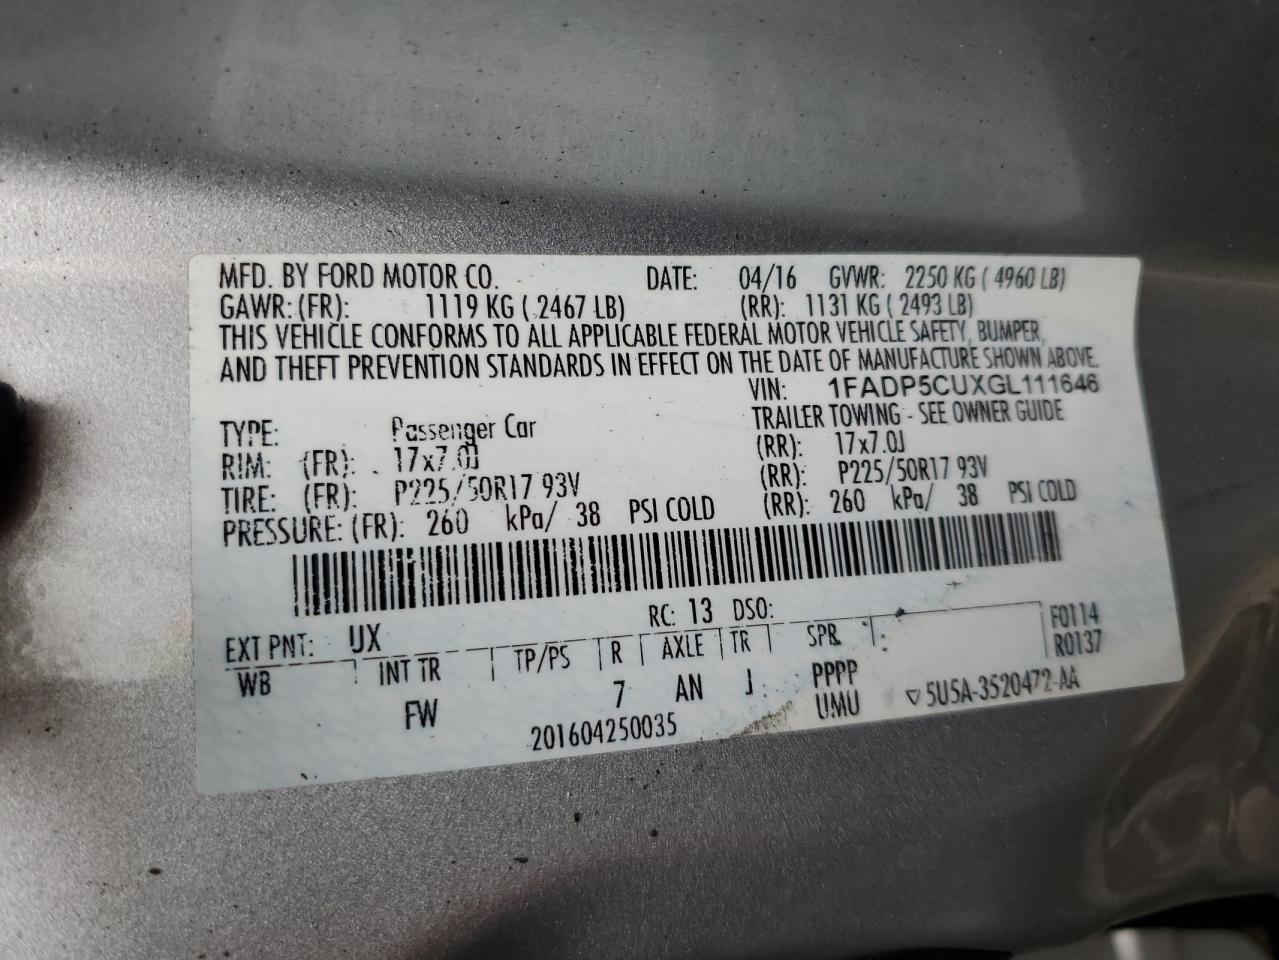 MFD. BY FORD MOTOR CO. DATE: 04/16 GVWR: 2250 KG ( 4960 LB)
GAWR: (FR): 1119 KG ( 2467 LB) (RR): 1131 KG ( 2493 LB)
THIS VEHICLE CONFORMS TO ALL APPLICABLE FEDERAL MOTOR VEHICLE SAFETY, BUMPER,
AND THEFT PREVENTION STANDARDS IN EFFECT ON THE DATE OF MANUFACTURE SHOWN ABOVE.
VIN: 1FADP5CUXGL111646
TYPE: Passenger Car TRAILER TOWING - SEE OWNER GUIDE
RIM: (FR): 17x7.0J (RR): 17x7.0J
TIRE: (FR): P225/50R17 93V (RR): P225/50R17 93V
PRESSURE: (FR): 260 kPa/ 38 PSI COLD (RR): 260 kPa/ 38 PSI COLD
RC: 13 DSO:
EXT PNT: UX F0114
WB INT TR TP/PS R AXLE TR SPR R0137
FW 7 AN J PPPP
UMU 5U5A-3520472-AA
201604250035